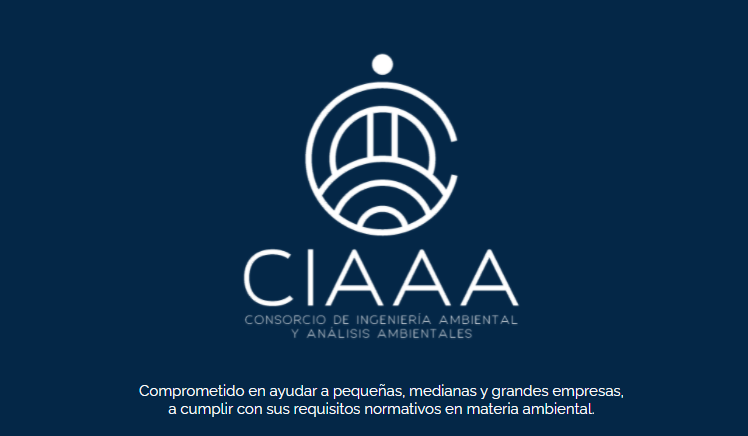 CIAAA
CONSORCIO DE INGENIERÍA AMBIENTAL
Y ANÁLISIS AMBIENTALES
Comprometido en ayudar a pequeñas, medianas y grandes empresas,
a cumplir con sus requisitos normativos en materia ambiental.